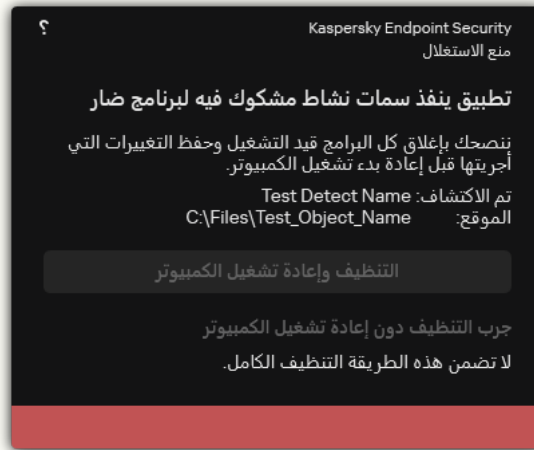 ؟
Kaspersky Endpoint Security
منع الاستغلال
تطبيق ينفذ سمات نشاط مشكوك فيه لبرنامج ضار
ننصحك بإغلاق كل البرامج قيد التشغيل وحفظ التغييرات التي
أجريتها قبل إعادة بدء تشغيل الكمبيوتر.
تم الاكتشاف: Test Detect Name
الموقع: C:\Files\Test_Object_Name
التنظيف وإعادة تشغيل الكمبيوتر
جرب التنظيف دون إعادة تشغيل الكمبيوتر
لا تضمن هذه الطريقة التنظيف الكامل.